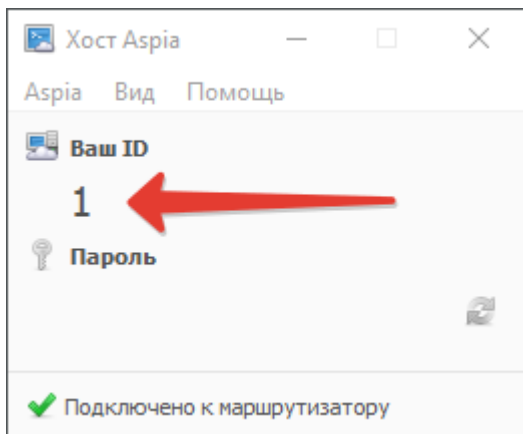 Хост Aspia
Aspia Вид Помощь
Ваш ID
1
Пароль
Подключено к маршрутизатору